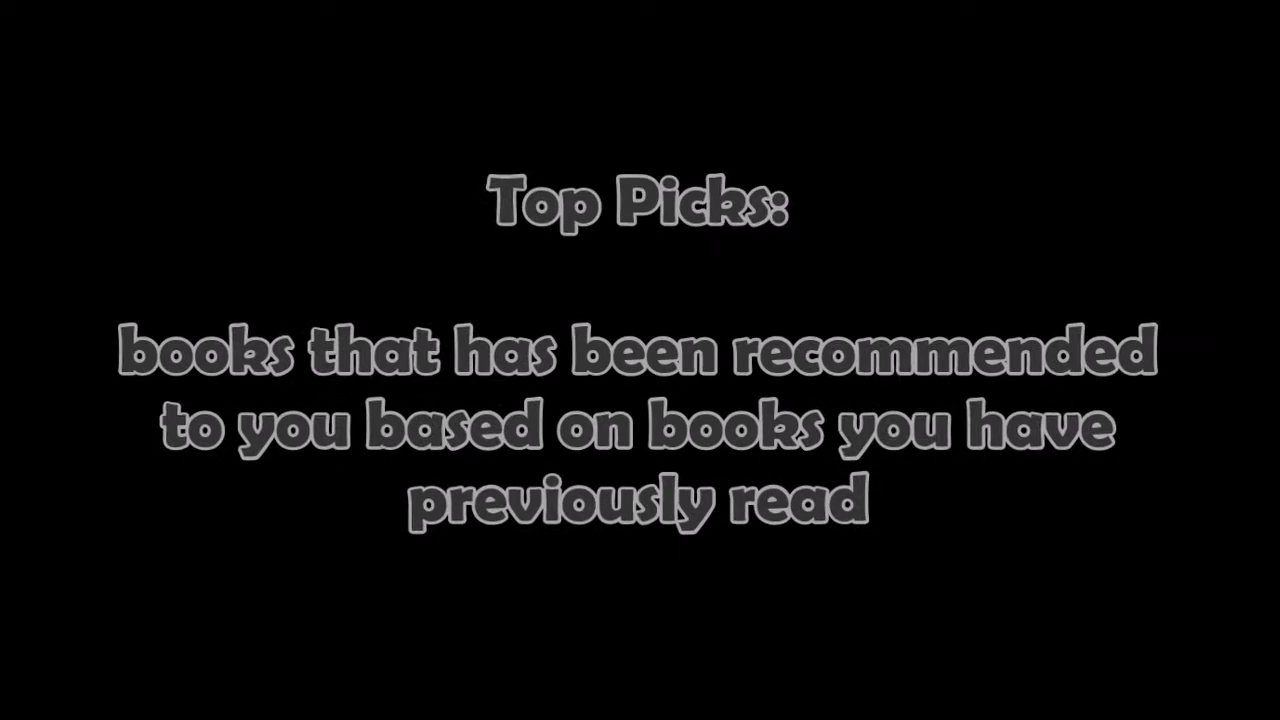 Top Picks:
books that has been recommended
to you based on books you have
previously read